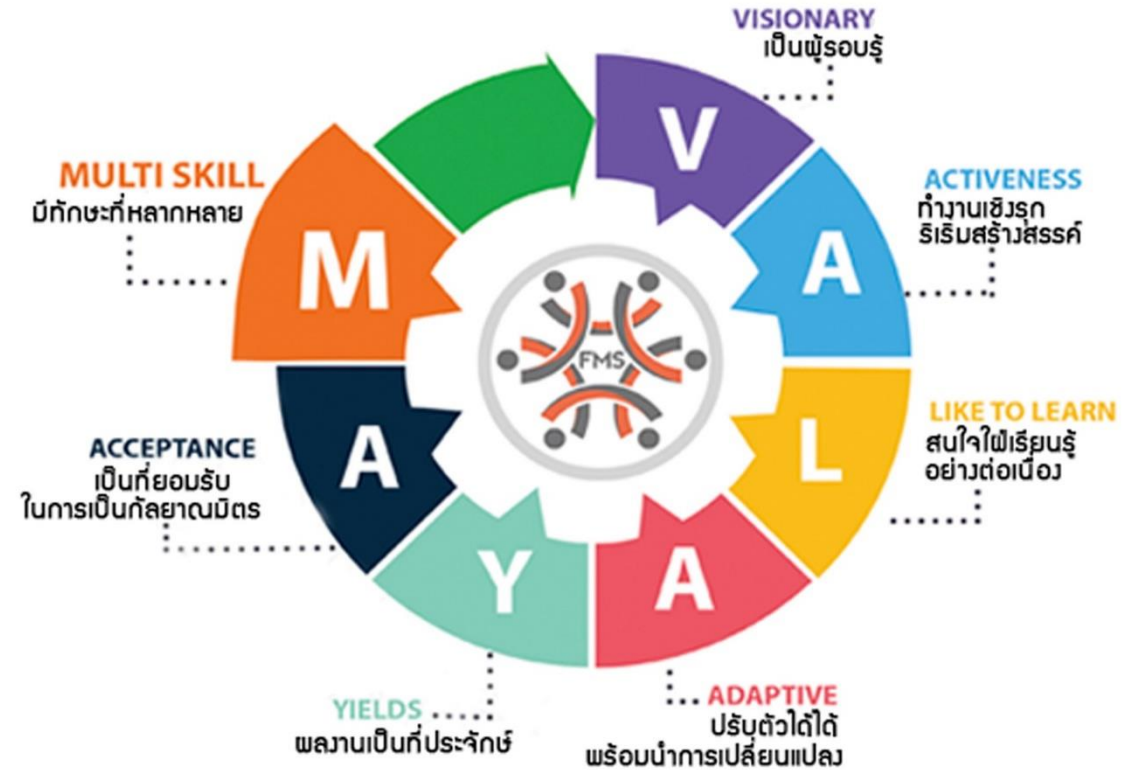 VISIONARY
เป็นผู้รอบรู้
V
ACTIVENESS
ทำงานเชิงรุก
ริเริ่มสร้างสรรค์
A
LIKE TO LEARN
สนใจใฝ่เรียนรู้
อย่างต่อเนื่อง
L
ADAPTIVE
ปรับตัวได้ได้
พร้อมนำการเปลี่ยนแปลง
A
YIELDS
ผลงานเป็นที่ประจักษ์
Y
ACCEPTANCE
เป็นที่ยอมรับ
ในการเป็นกัลยาณมิตร
A
MULTI SKILL
มีทักษะที่หลากหลาย
M
FMS